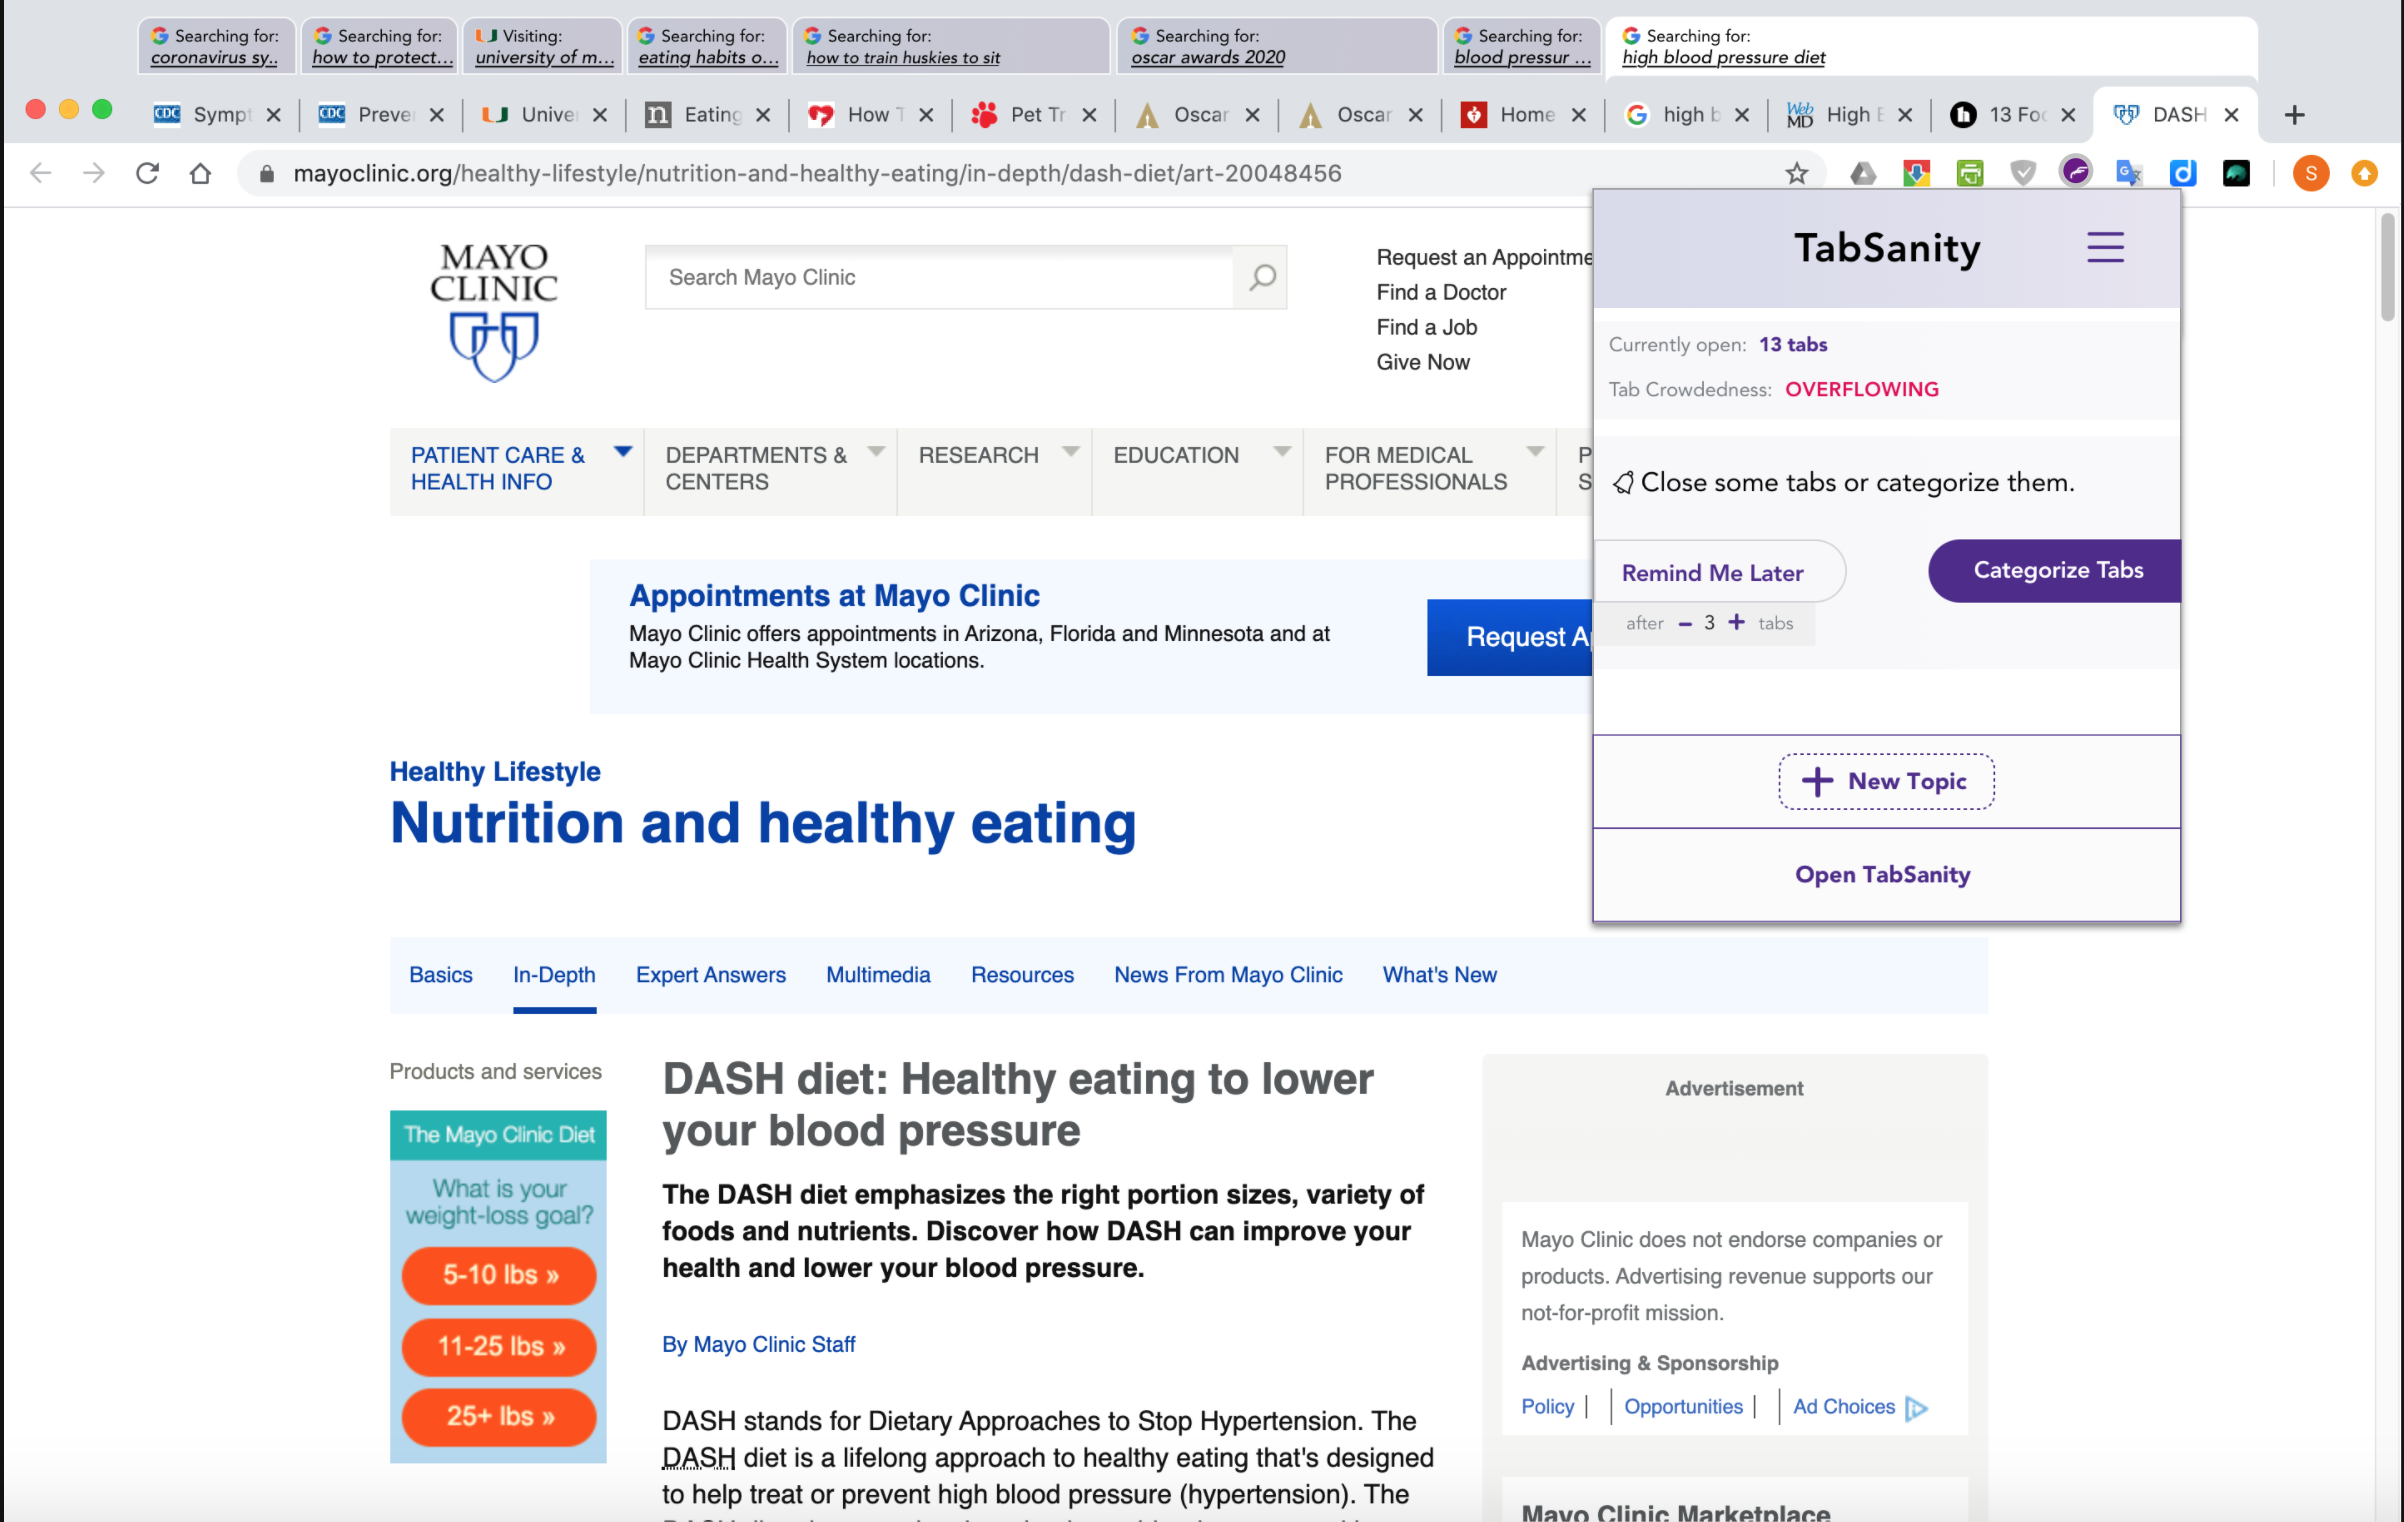 Searching for:
coronavirus sy..
Searching for:
how to protect...
Visiting:
university of m...
Searching for:
eating habits o...
Searching for:
how to train huskies to sit
Searching for:
oscar awards 2020
Searching for:
blood pressur ...
Searching for:
high blood pressure diet
CDC Sympt
CDC Preve
Univer
n Eating
How T
Pet Tr
Oscar
Oscar
Home
high b
Web MD High B
h 13 Foo
DASH
mayoclinic.org/healthy-lifestyle/nutrition-and-healthy-eating/in-depth/dash-diet/art-20048456
S
MAYO
CLINIC
Search Mayo Clinic
Request an Appointme
Find a Doctor
Find a Job
Give Now
PATIENT CARE &
HEALTH INFO
DEPARTMENTS &
CENTERS
RESEARCH
EDUCATION
FOR MEDICAL
PROFESSIONALS
P
S
Appointments at Mayo Clinic
Mayo Clinic offers appointments in Arizona, Florida and Minnesota and at
Mayo Clinic Health System locations.
Request A
TabSanity
Currently open: 13 tabs
Tab Crowdedness: OVERFLOWING
Close some tabs or categorize them.
Remind Me Later
Categorize Tabs
after - 3 + tabs
+ New Topic
Open TabSanity
Healthy Lifestyle
Nutrition and healthy eating
Basics In-Depth Expert Answers Multimedia Resources News From Mayo Clinic What's New
Products and services
The Mayo Clinic Diet
What is your
weight-loss goal?
5-10 lbs »
11-25 lbs »
25+ lbs »
DASH diet: Healthy eating to lower
your blood pressure
The DASH diet emphasizes the right portion sizes, variety of
foods and nutrients. Discover how DASH can improve your
health and lower your blood pressure.
By Mayo Clinic Staff
DASH stands for Dietary Approaches to Stop Hypertension. The
DASH diet is a lifelong approach to healthy eating that's designed
to help treat or prevent high blood pressure (hypertension). The
Advertisement
Mayo Clinic does not endorse companies or
products. Advertising revenue supports our
not-for-profit mission.
Advertising & Sponsorship
Policy | Opportunities | Ad Choices
Mayo Clinic Marketplace